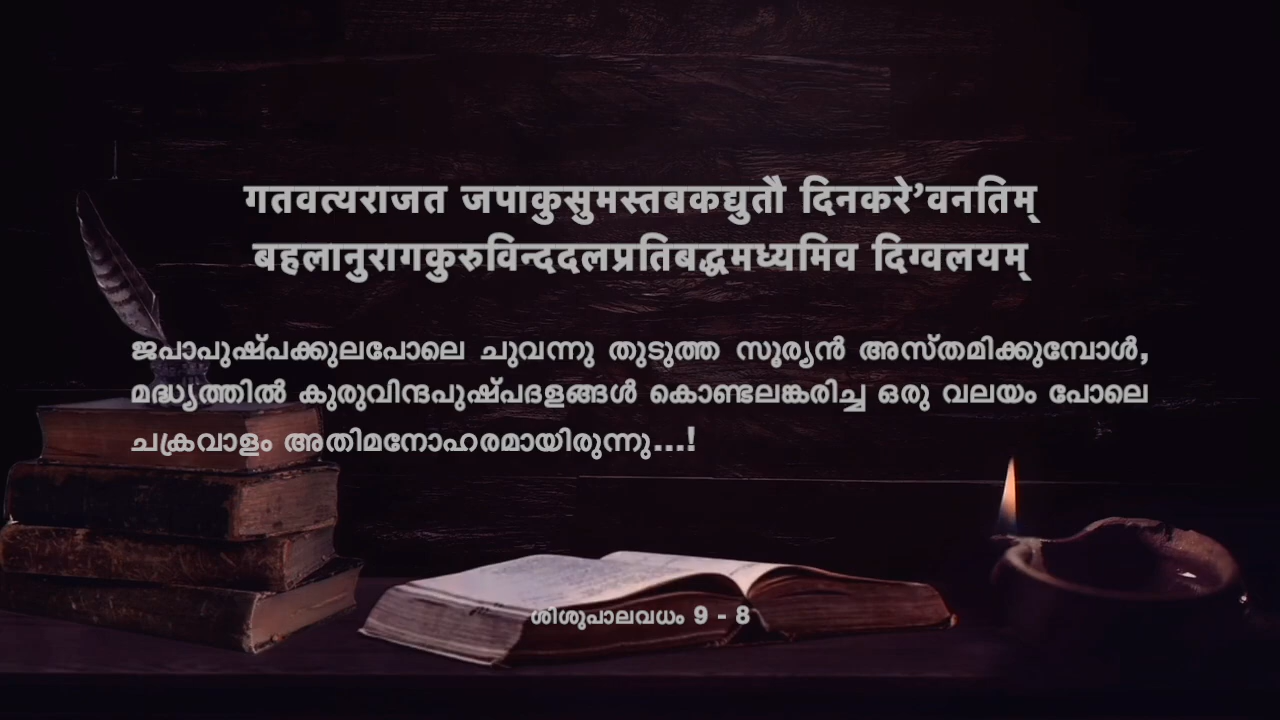 गतवत्यराजत जपाकुसुमस्तबकद्युतौ दिनकरे’वनतिम्
बहलानुरागकुरुविन्ददलप्रतिबद्धमध्यमिव दिग्वलयम्
ജപാപുഷ്പക്കുലപോലെ ചുവന്നു തുടുത്ത സൂര്യൻ അസ്തമിക്കുമ്പോൾ,
മദ്ധ്യത്തിൽ കുരുവിന്ദപുഷ്പദളങ്ങൾ കൊണ്ടലങ്കരിച്ച ഒരു വലയം പോലെ
ചക്രവാളം അതിമനോഹരമായിരുന്നു...!
ശിശുപാലവധം 9 - 8